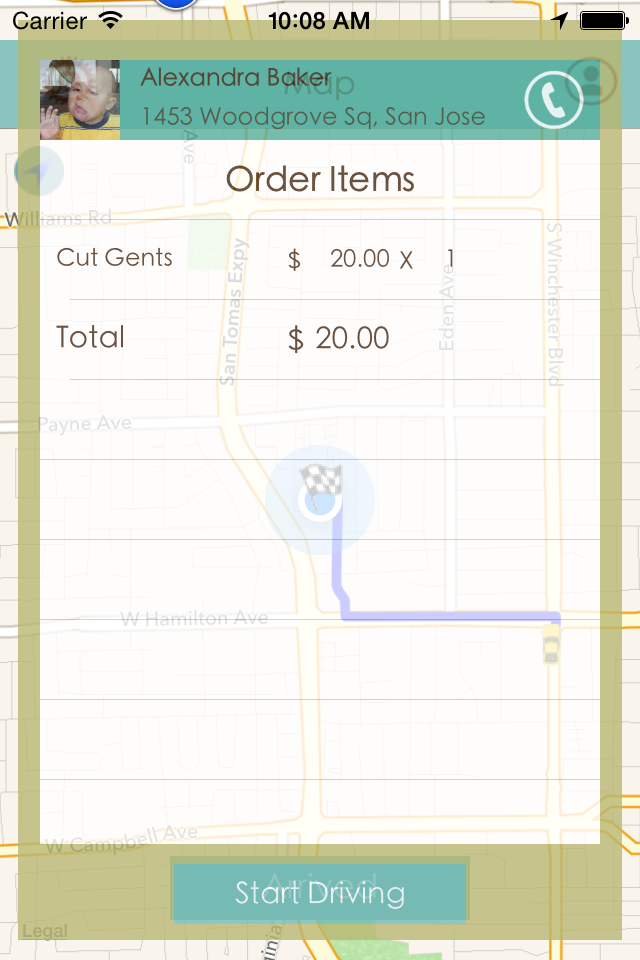 Carrier 10:08 AM
Map
Alexandra Baker
1453 Woodgrove Sq, San Jose
Ave
Order Items
Williams Rd
Cut Gents $ 20.00 X 1
San Tomas Expy
Eden Ave
S Winchester Blvd
Total $ 20.00
Payne Ave
W Hamilton Ave
W Campbell Ave
Arrived
Start Driving
Legal